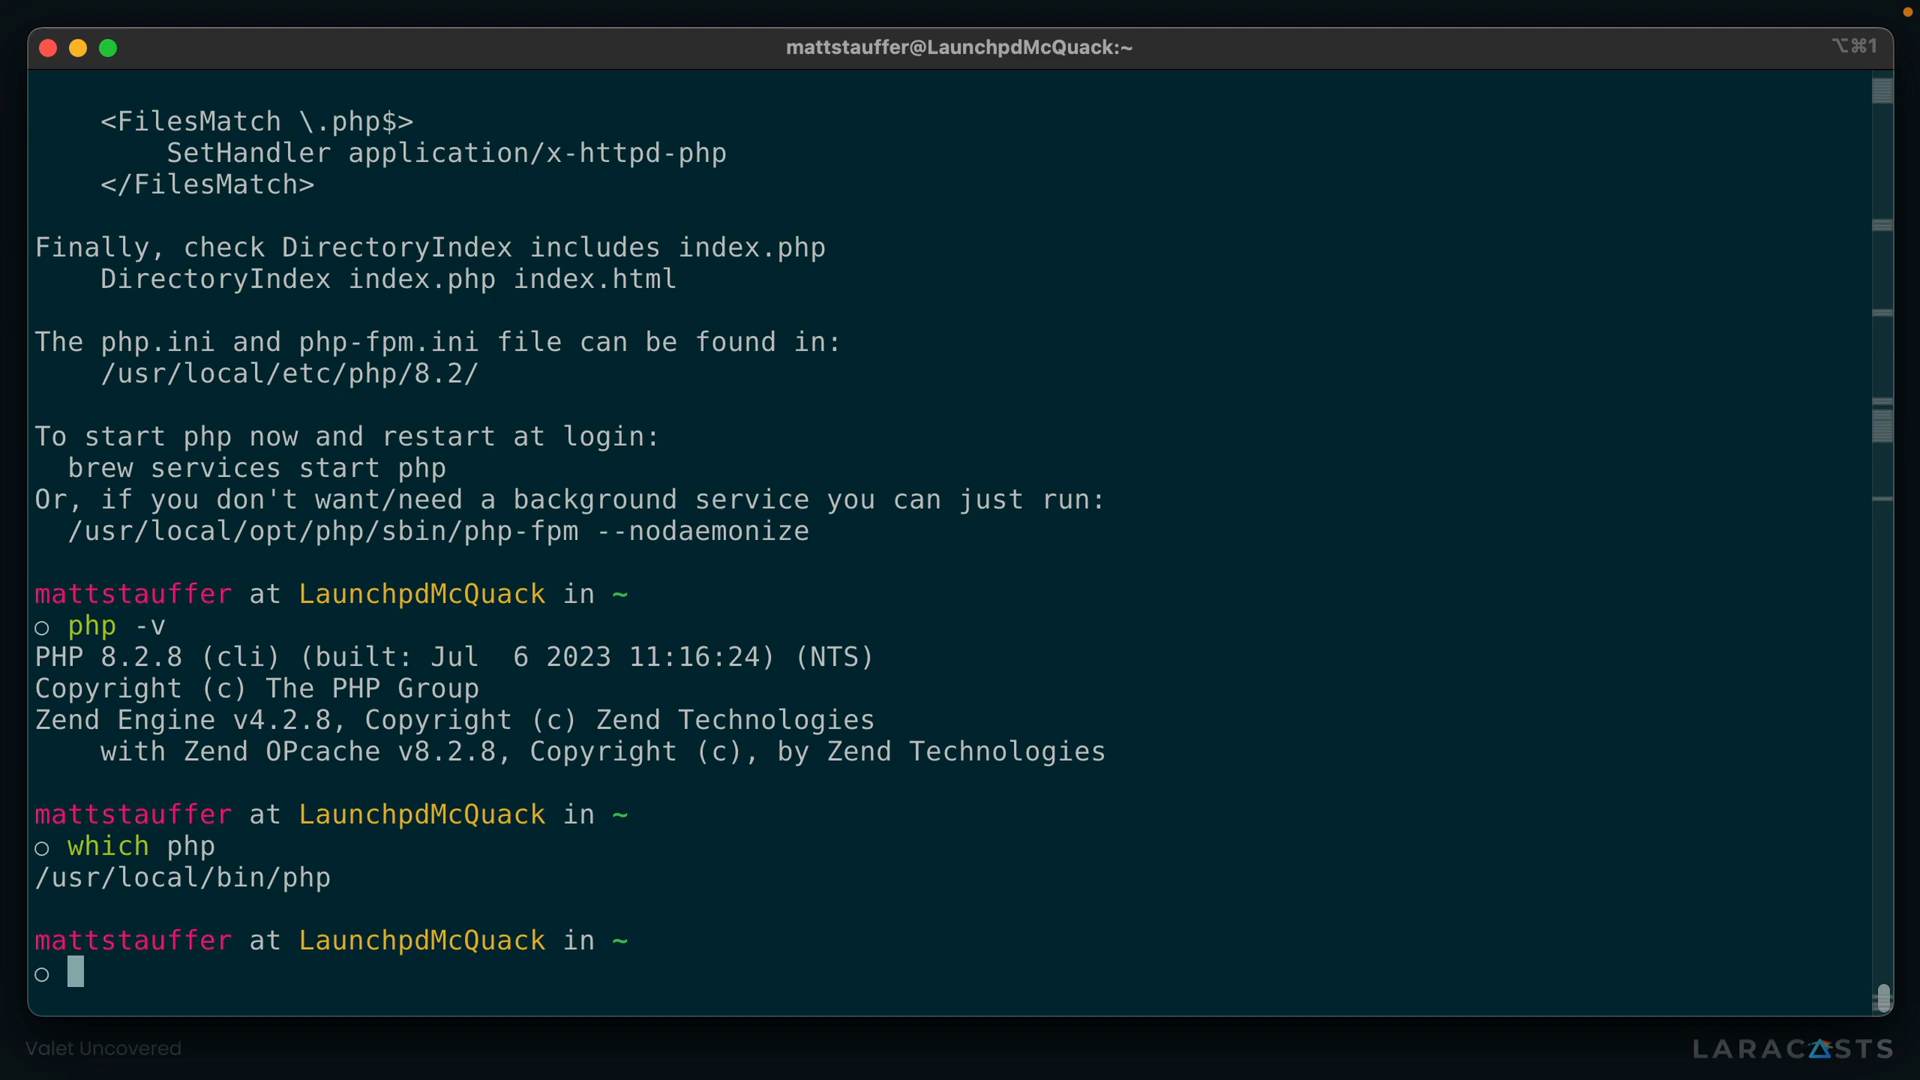 mattstauffer@LaunchpdMcQuack:~
⌥⌘1
<FilesMatch \.php$>
SetHandler application/x-httpd-php
</FilesMatch>
Finally, check DirectoryIndex includes index.php
DirectoryIndex index.php index.html
The php.ini and php-fpm.ini file can be found in:
/usr/local/etc/php/8.2/
To start php now and restart at login:
brew services start php
Or, if you don't want/need a background service you can just run:
/usr/local/opt/php/sbin/php-fpm --nodaemonize
mattstauffer at LaunchpdMcQuack in ~
○ php -v
PHP 8.2.8 (cli) (built: Jul  6 2023 11:16:24) (NTS)
Copyright (c) The PHP Group
Zend Engine v4.2.8, Copyright (c) Zend Technologies
with Zend OPcache v8.2.8, Copyright (c), by Zend Technologies
mattstauffer at LaunchpdMcQuack in ~
○ which php
/usr/local/bin/php
mattstauffer at LaunchpdMcQuack in ~
○
Valet Uncovered
LARACASTS